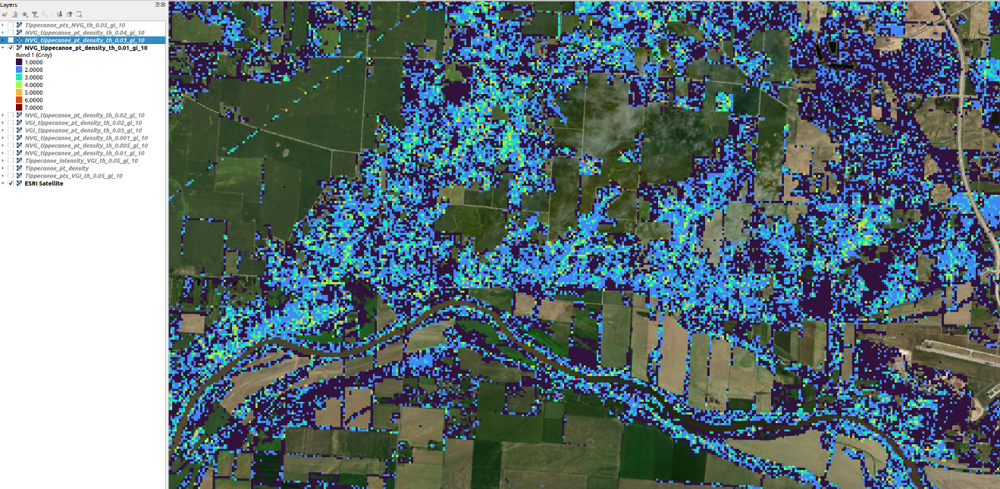 Layers
Tippecanoe_pts_NVG_th_0.05_gi_10
NVG_tippecanoe_pt_density_th_0.04_gi_10
NVG_tippecanoe_pt_density_th_0.03_gi_10
NVG_tippecanoe_pt_density_th_0.01_gi_10
Band 1 (Gray)
1.0000
2.0000
3.0000
4.0000
5.0000
6.0000
7.0000
NVG_tippecanoe_pt_density_th_0.02_gi_10
VGI_tippecanoe_pt_density_th_0.02_gi_10
VGI_tippecanoe_pt_density_th_0.03_gi_10
NVG_tippecanoe_pt_density_th_0.001_gi_10
NVG_tippecanoe_pt_density_th_0.005_gi_10
NVG_tippecanoe_pt_density_th_0.01_gi_10
Tippecanoe_intensity_VGI_th_0.05_gi_10
Tippecanoe_pt_density
Tippecanoe_pts_VGI_th_0.05_gi_10
ESRI Satellite